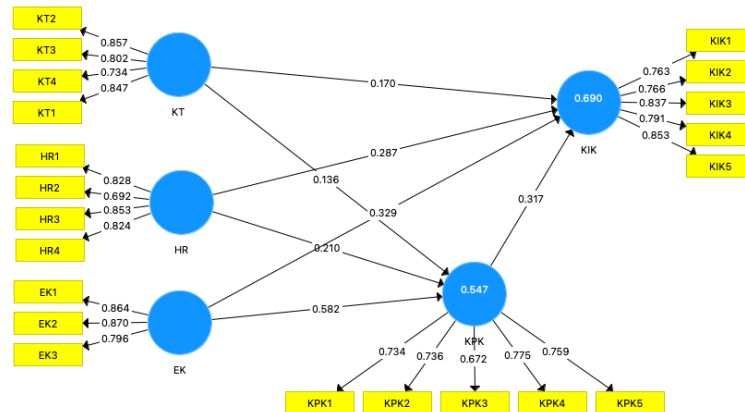 KT2
KT3
KT4
KT1
0.857
0.802
0.734
0.847
KT
HR1
HR2
HR3
HR4
0.828
0.692
0.853
0.824
HR
EK1
EK2
EK3
0.864
0.870
0.796
EK
0.170
0.136
0.287
0.210
0.329
0.582
0.317
0.690
KIK
0.763
0.766
0.837
0.791
0.853
KIK1
KIK2
KIK3
KIK4
KIK5
0.547
KPK
0.734
0.736
0.672
0.775
0.759
KPK1
KPK2
KPK3
KPK4
KPK5